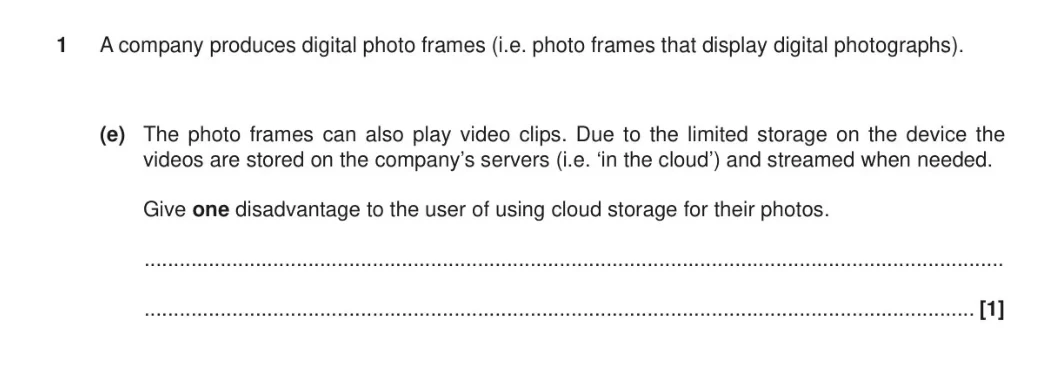 1 A company produces digital photo frames (i.e. photo frames that display digital photographs).
(e) The photo frames can also play video clips. Due to the limited storage on the device the
videos are stored on the company's servers (i.e. 'in the cloud') and streamed when needed.
Give one disadvantage to the user of using cloud storage for their photos.
..........................................................................................................................................
.................................................................................................................................... [1]